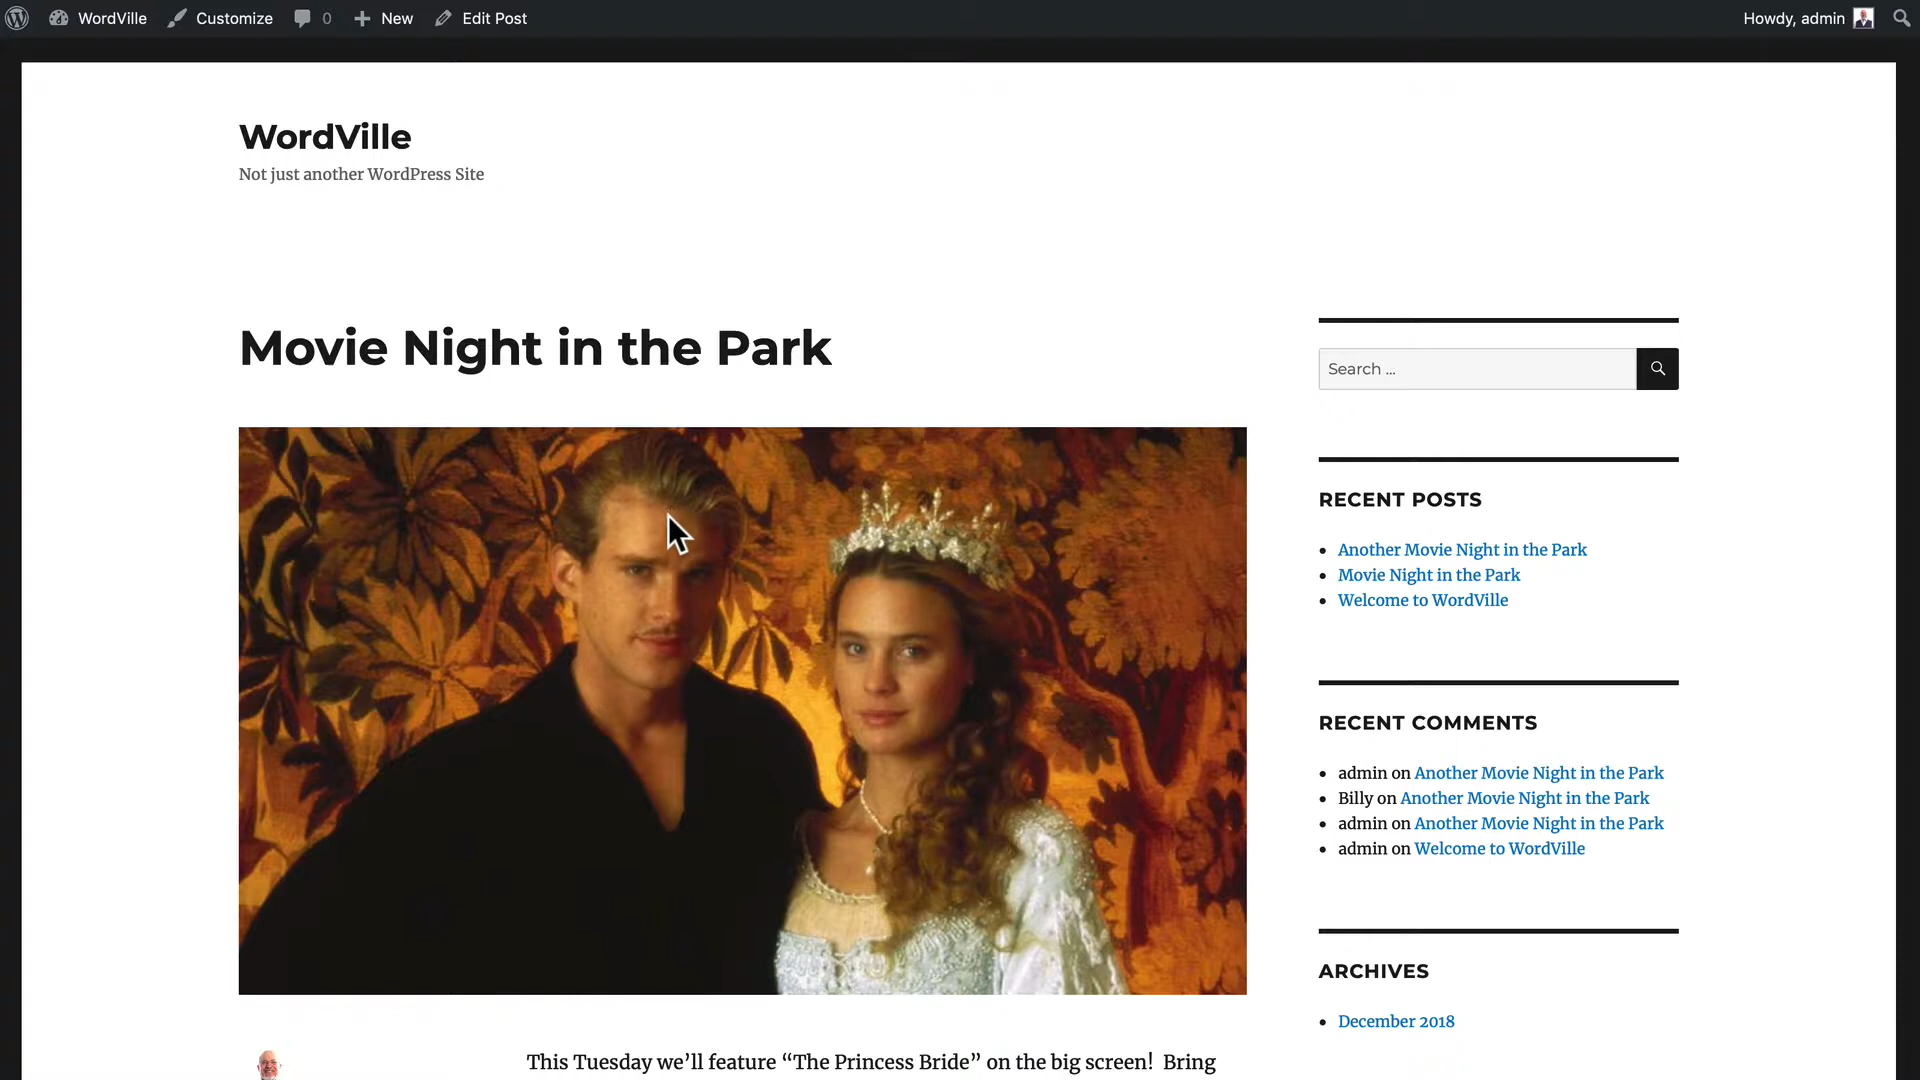 WordVille
Customize
0
New
Edit Post
Howdy, admin
WordVille
Not just another WordPress Site
Movie Night in the Park
Search ...
RECENT POSTS
Another Movie Night in the Park
Movie Night in the Park
Welcome to WordVille
RECENT COMMENTS
admin on Another Movie Night in the Park
Billy on Another Movie Night in the Park
admin on Another Movie Night in the Park
admin on Welcome to WordVille
ARCHIVES
December 2018
This Tuesday we’ll feature “The Princess Bride” on the big screen!  Bring